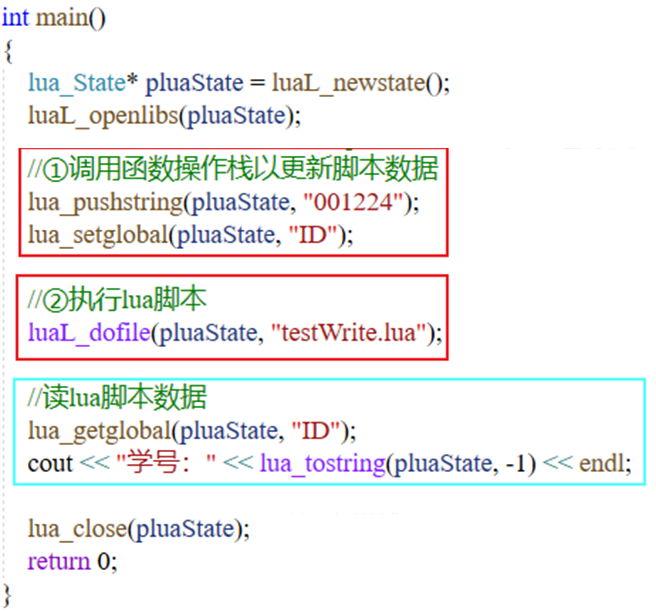 int main()
{
lua_State* pluaState = luaL_newstate();
luaL_openlibs(pluaState);
//①调用函数操作栈以更新脚本数据
lua_pushstring(pluaState, "001224");
lua_setglobal(pluaState, "ID");
//②执行lua脚本
luaL_dofile(pluaState, "testWrite.lua");
//读lua脚本数据
lua_getglobal(pluaState, "ID");
cout << "学号：" << lua_tostring(pluaState, -1) << endl;
lua_close(pluaState);
return 0;
}